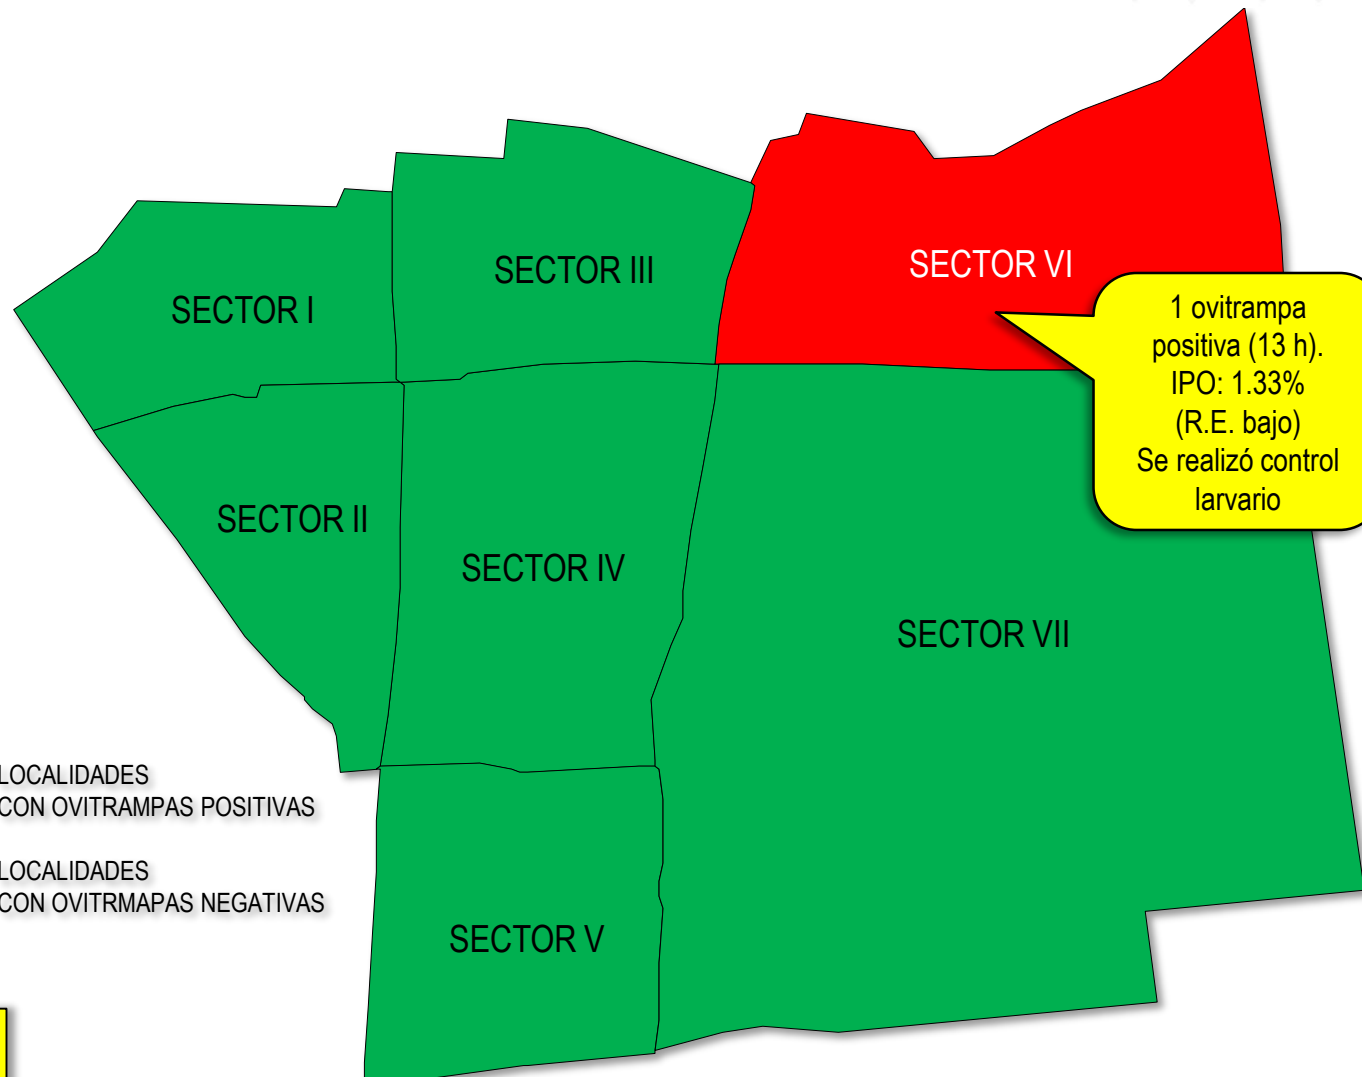 SECTOR VI
SECTOR III
SECTOR I
1 ovitrampa
positiva (13 h).
IPO: 1.33%
(R.E. bajo)
Se realizó control
larvario
SECTOR II
SECTOR IV
SECTOR VII
LOCALIDADES
CON OVITRAMPAS POSITIVAS
LOCALIDADES
CON OVITRMAPAS NEGATIVAS
SECTOR V